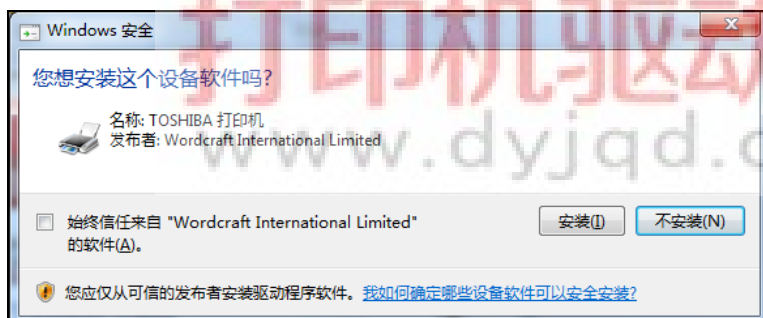 打印机驱动
Windows 安全
您想安装这个设备软件吗?
名称: TOSHIBA 打印机
发布者: Wordcraft International Limited
www.dyjqd.c
始终信任来自 "Wordcraft International Limited"
的软件(A)。
安装(I)
不安装(N)
您应仅从可信的发布者安装驱动程序软件。我如何确定哪些设备软件可以安全安装?